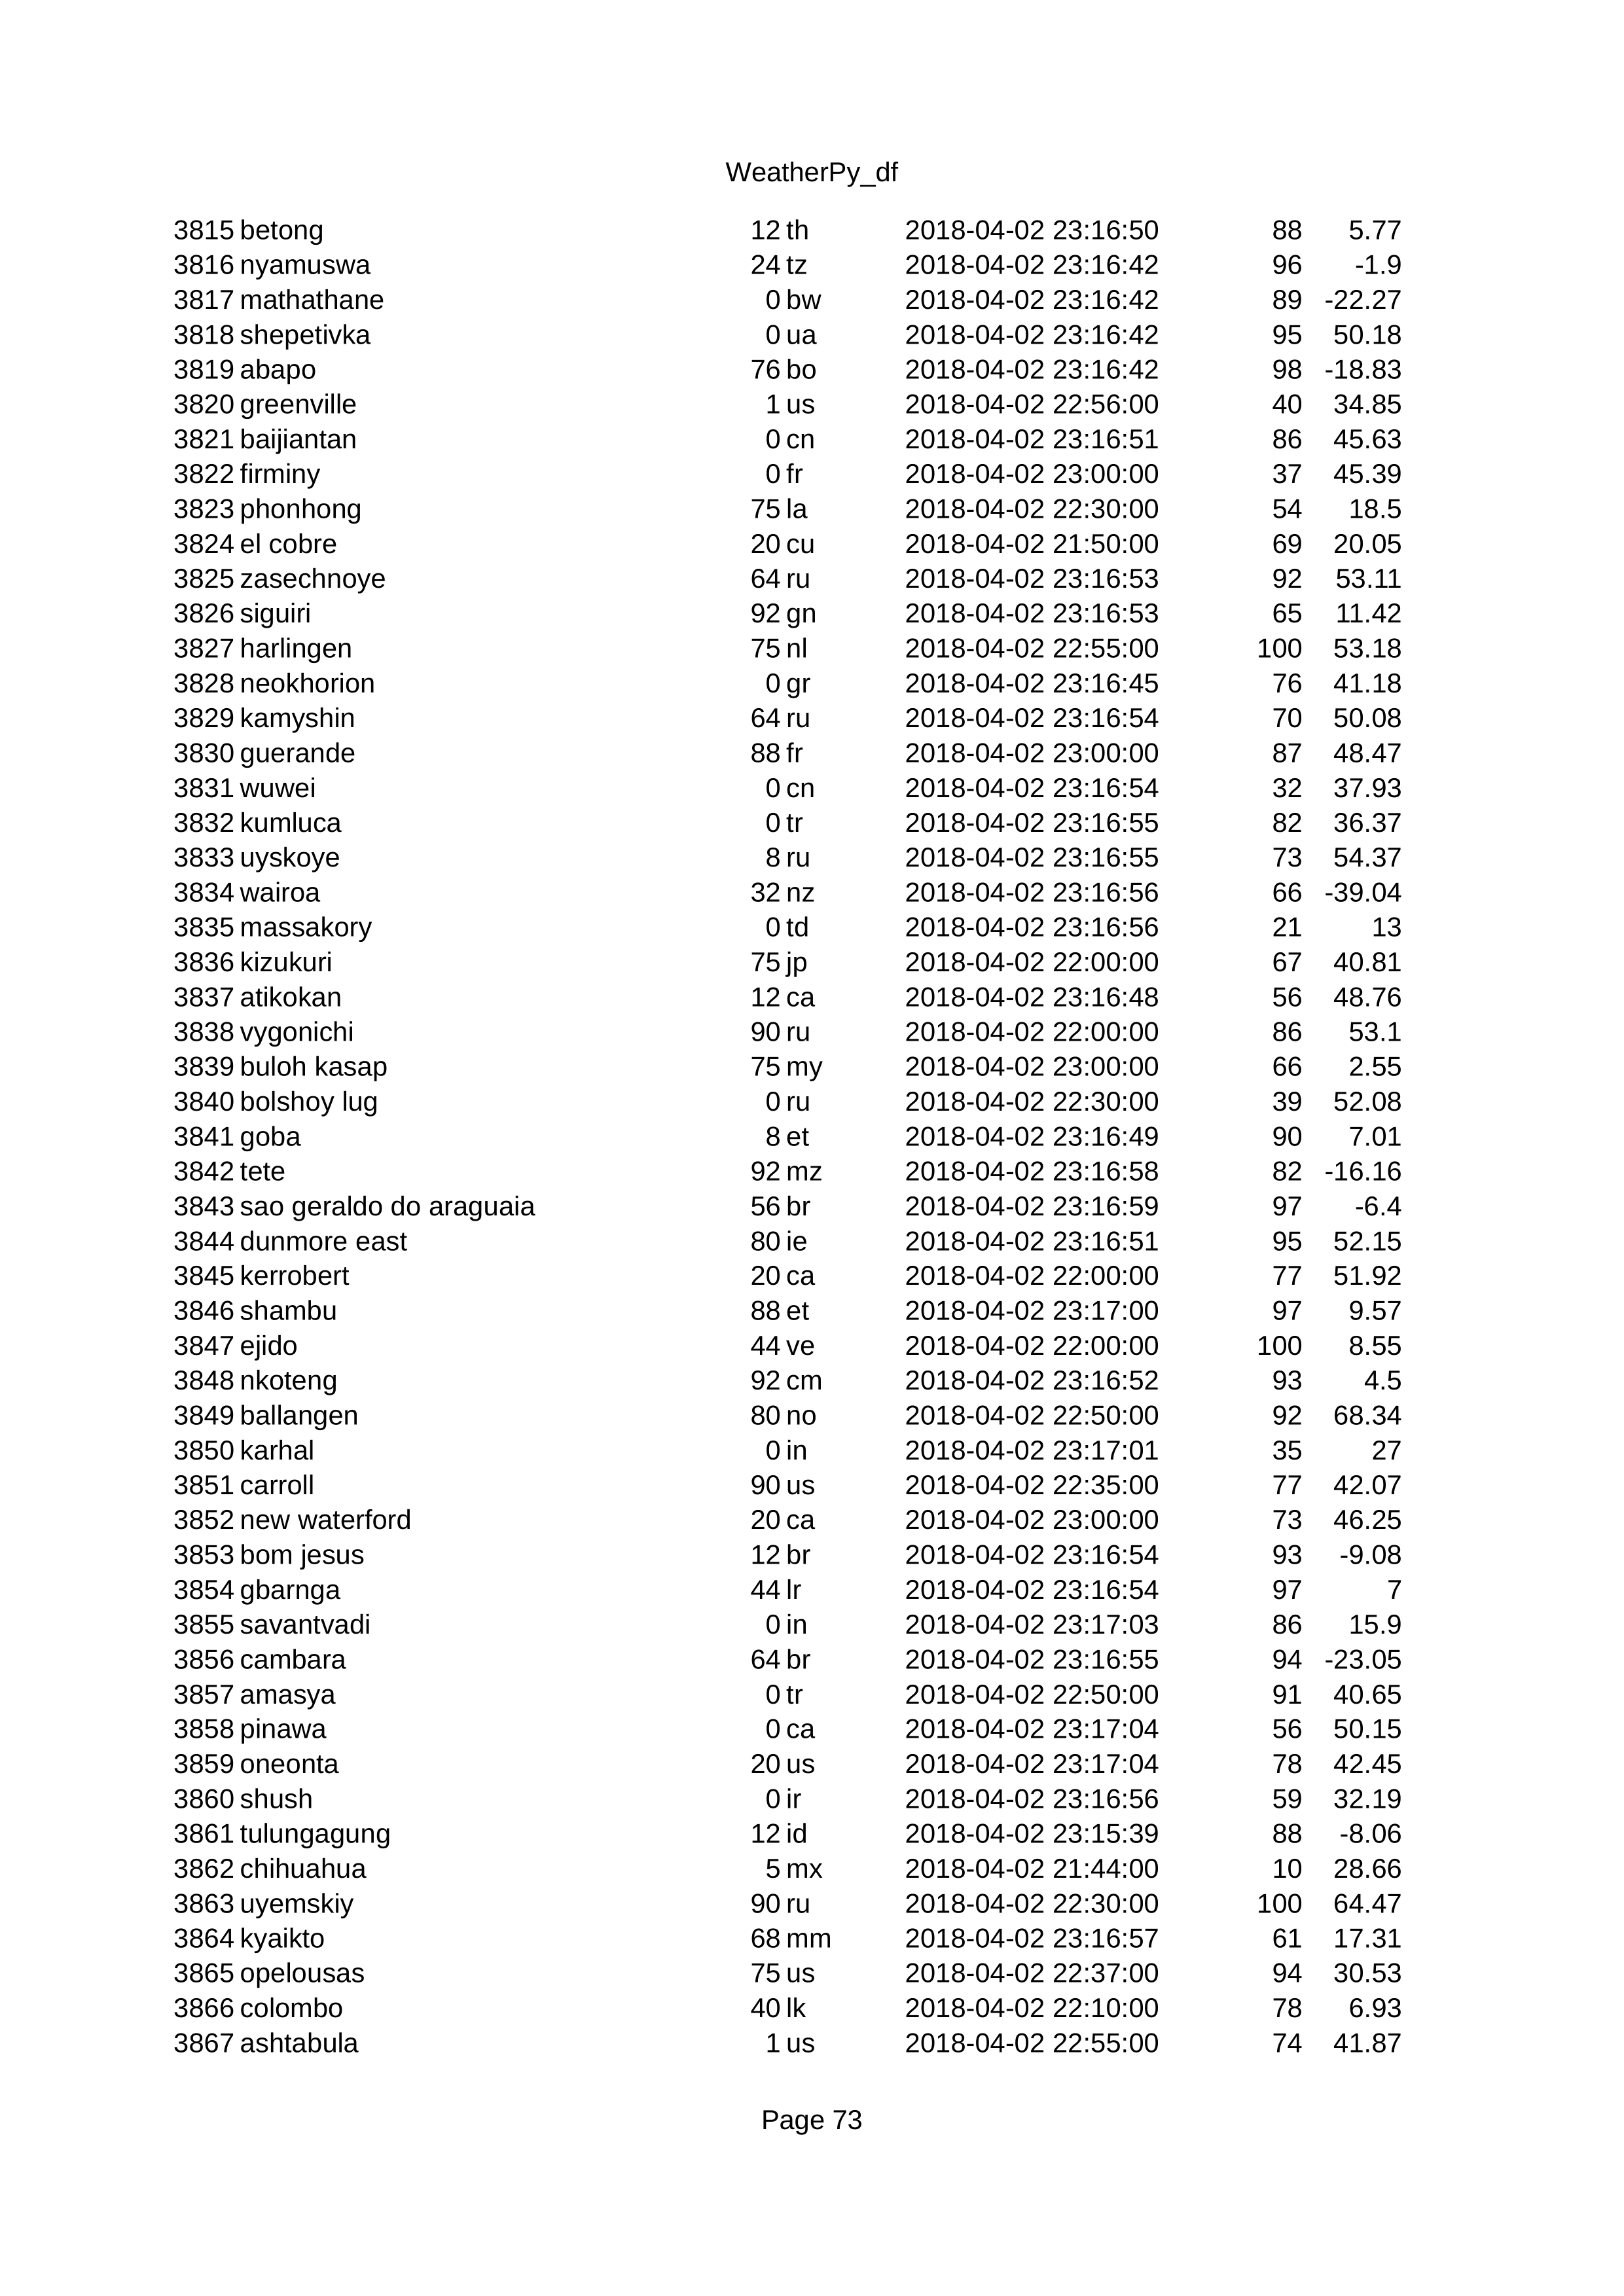 WeatherPy_df
3815 betong 12 th 2018-04-02 23:16:50 88 5.77
3816 nyamuswa 24 tz 2018-04-02 23:16:42 96 -1.9
3817 mathathane 0 bw 2018-04-02 23:16:42 89 -22.27
3818 shepetivka 0 ua 2018-04-02 23:16:42 95 50.18
3819 abapo 76 bo 2018-04-02 23:16:42 98 -18.83
3820 greenville 1 us 2018-04-02 22:56:00 40 34.85
3821 baijiantan 0 cn 2018-04-02 23:16:51 86 45.63
3822 firminy 0 fr 2018-04-02 23:00:00 37 45.39
3823 phonhong 75 la 2018-04-02 22:30:00 54 18.5
3824 el cobre 20 cu 2018-04-02 21:50:00 69 20.05
3825 zasechnoye 64 ru 2018-04-02 23:16:53 92 53.11
3826 siguiri 92 gn 2018-04-02 23:16:53 65 11.42
3827 harlingen 75 nl 2018-04-02 22:55:00 100 53.18
3828 neokhorion 0 gr 2018-04-02 23:16:45 76 41.18
3829 kamyshin 64 ru 2018-04-02 23:16:54 70 50.08
3830 guerande 88 fr 2018-04-02 23:00:00 87 48.47
3831 wuwei 0 cn 2018-04-02 23:16:54 32 37.93
3832 kumluca 0 tr 2018-04-02 23:16:55 82 36.37
3833 uyskoye 8 ru 2018-04-02 23:16:55 73 54.37
3834 wairoa 32 nz 2018-04-02 23:16:56 66 -39.04
3835 massakory 0 td 2018-04-02 23:16:56 21 13
3836 kizukuri 75 jp 2018-04-02 22:00:00 67 40.81
3837 atikokan 12 ca 2018-04-02 23:16:48 56 48.76
3838 vygonichi 90 ru 2018-04-02 22:00:00 86 53.1
3839 buloh kasap 75 my 2018-04-02 23:00:00 66 2.55
3840 bolshoy lug 0 ru 2018-04-02 22:30:00 39 52.08
3841 goba 8 et 2018-04-02 23:16:49 90 7.01
3842 tete 92 mz 2018-04-02 23:16:58 82 -16.16
3843 sao geraldo do araguaia 56 br 2018-04-02 23:16:59 97 -6.4
3844 dunmore east 80 ie 2018-04-02 23:16:51 95 52.15
3845 kerrobert 20 ca 2018-04-02 22:00:00 77 51.92
3846 shambu 88 et 2018-04-02 23:17:00 97 9.57
3847 ejido 44 ve 2018-04-02 22:00:00 100 8.55
3848 nkoteng 92 cm 2018-04-02 23:16:52 93 4.5
3849 ballangen 80 no 2018-04-02 22:50:00 92 68.34
3850 karhal 0 in 2018-04-02 23:17:01 35 27
3851 carroll 90 us 2018-04-02 22:35:00 77 42.07
3852 new waterford 20 ca 2018-04-02 23:00:00 73 46.25
3853 bom jesus 12 br 2018-04-02 23:16:54 93 -9.08
3854 gbarnga 44 lr 2018-04-02 23:16:54 97 7
3855 savantvadi 0 in 2018-04-02 23:17:03 86 15.9
3856 cambara 64 br 2018-04-02 23:16:55 94 -23.05
3857 amasya 0 tr 2018-04-02 22:50:00 91 40.65
3858 pinawa 0 ca 2018-04-02 23:17:04 56 50.15
3859 oneonta 20 us 2018-04-02 23:17:04 78 42.45
3860 shush 0 ir 2018-04-02 23:16:56 59 32.19
3861 tulungagung 12 id 2018-04-02 23:15:39 88 -8.06
3862 chihuahua 5 mx 2018-04-02 21:44:00 10 28.66
3863 uyemskiy 90 ru 2018-04-02 22:30:00 100 64.47
3864 kyaikto 68 mm 2018-04-02 23:16:57 61 17.31
3865 opelousas 75 us 2018-04-02 22:37:00 94 30.53
3866 colombo 40 lk 2018-04-02 22:10:00 78 6.93
3867 ashtabula 1 us 2018-04-02 22:55:00 74 41.87
Page 73